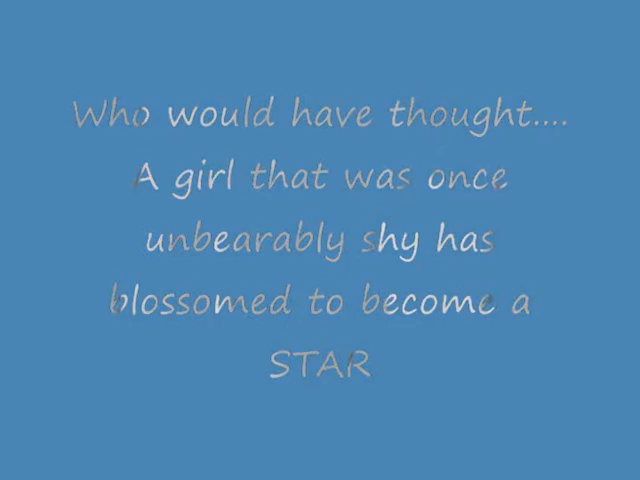 Who would have thought....
A girl that was once
unbearably shy has
blossomed to become a
STAR